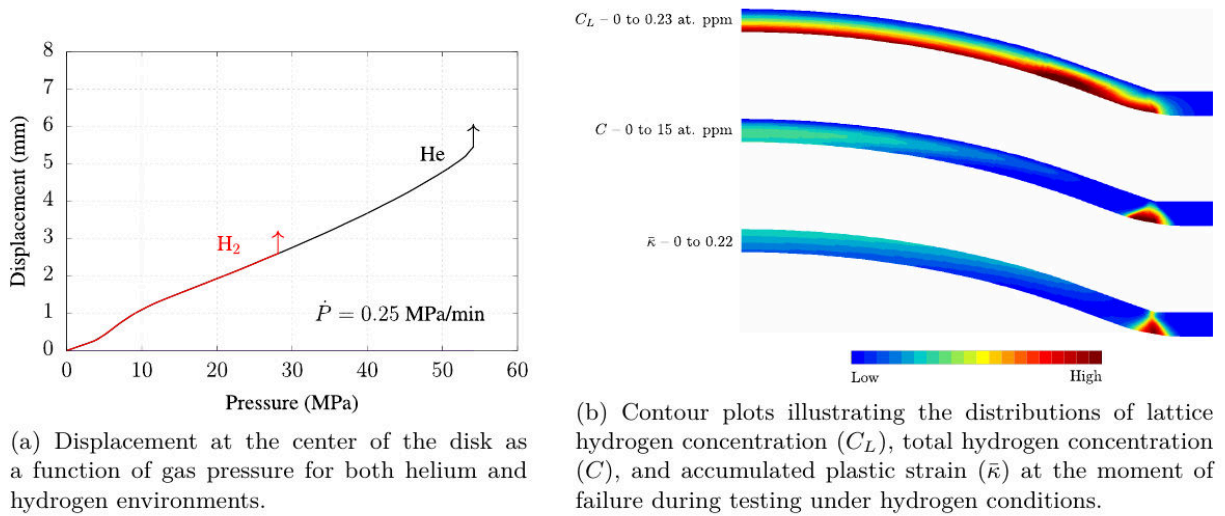 8
7
6
5
4
3
2
1
0
Displacement (mm)
He
H₂
Ṗ = 0.25 MPa/min
0 10 20 30 40 50 60
Pressure (MPa)
(a) Displacement at the center of the disk as
a function of gas pressure for both helium and
hydrogen environments.
C_L – 0 to 0.23 at. ppm
C – 0 to 15 at. ppm
κ̄ – 0 to 0.22
Low High
(b) Contour plots illustrating the distributions of lattice
hydrogen concentration (C_L), total hydrogen concentration
(C), and accumulated plastic strain (κ̄) at the moment of
failure during testing under hydrogen conditions.